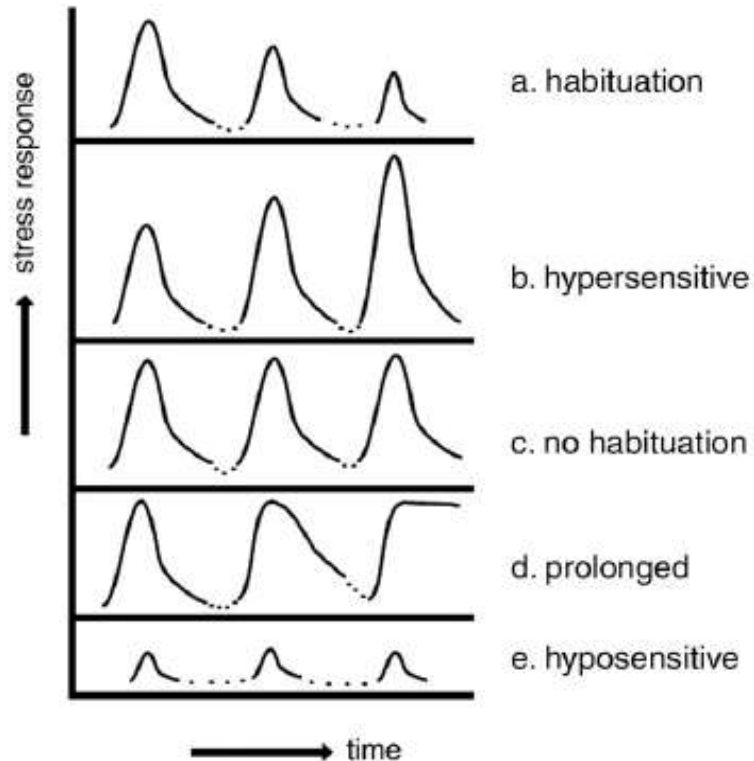 stress response
a. habituation
b. hypersensitive
c. no habituation
d. prolonged
e. hyposensitive
time